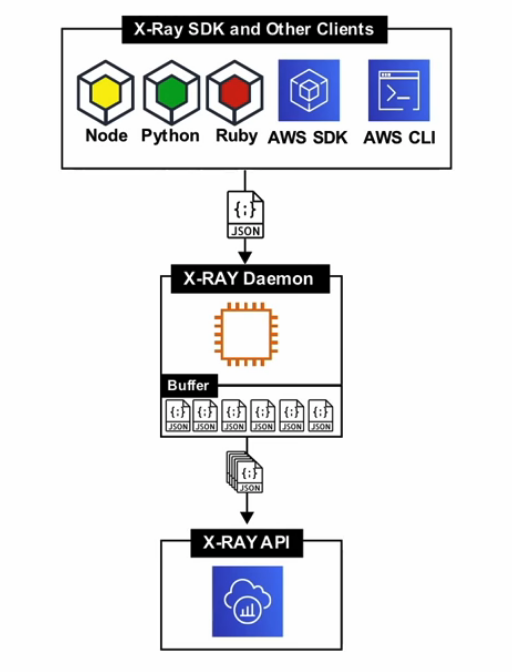 X-Ray SDK and Other Clients
Node Python Ruby AWS SDK AWS CLI
{;}
JSON
X-RAY Daemon
Buffer
{;} {;} {;} {;} {;} {;}
JSON JSON JSON JSON JSON JSON
{;}
JSON
X-RAY API